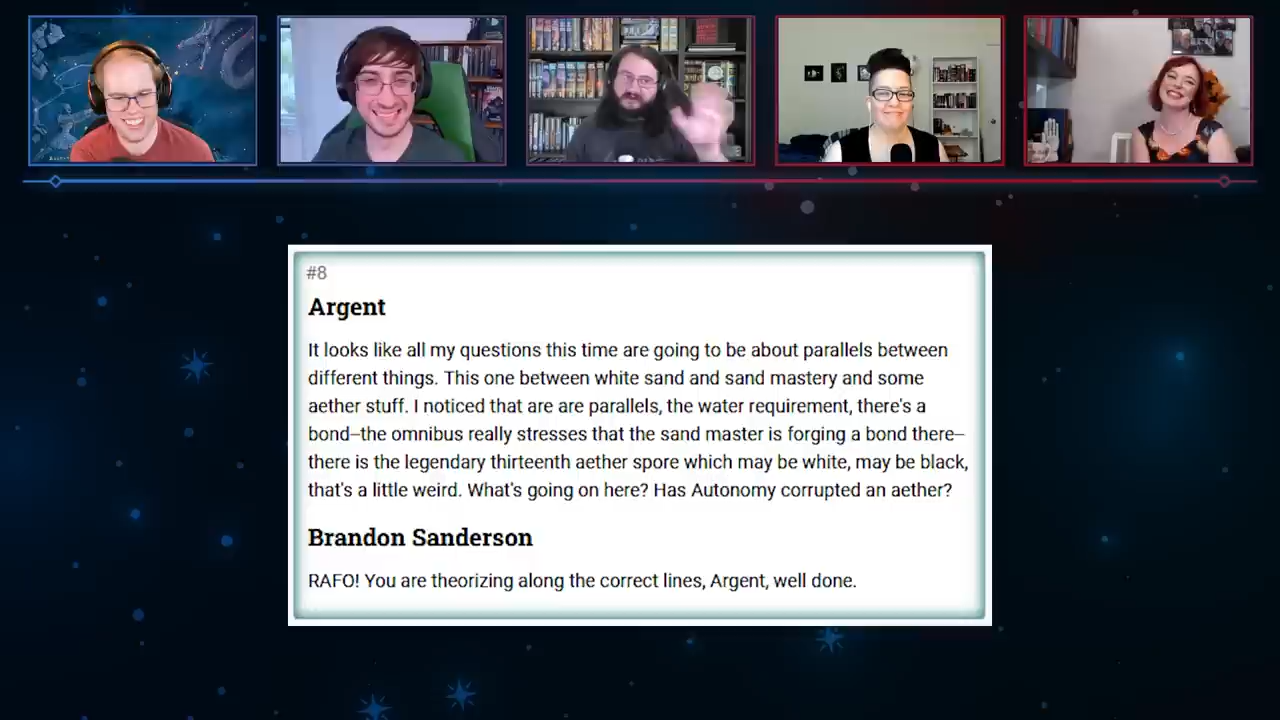 #8
Argent
It looks like all my questions this time are going to be about parallels between
different things. This one between white sand and sand mastery and some
aether stuff. I noticed that are are parallels, the water requirement, there's a
bond–the omnibus really stresses that the sand master is forging a bond there–
there is the legendary thirteenth aether spore which may be white, may be black,
that's a little weird. What's going on here? Has Autonomy corrupted an aether?
Brandon Sanderson
RAFO! You are theorizing along the correct lines, Argent, well done.